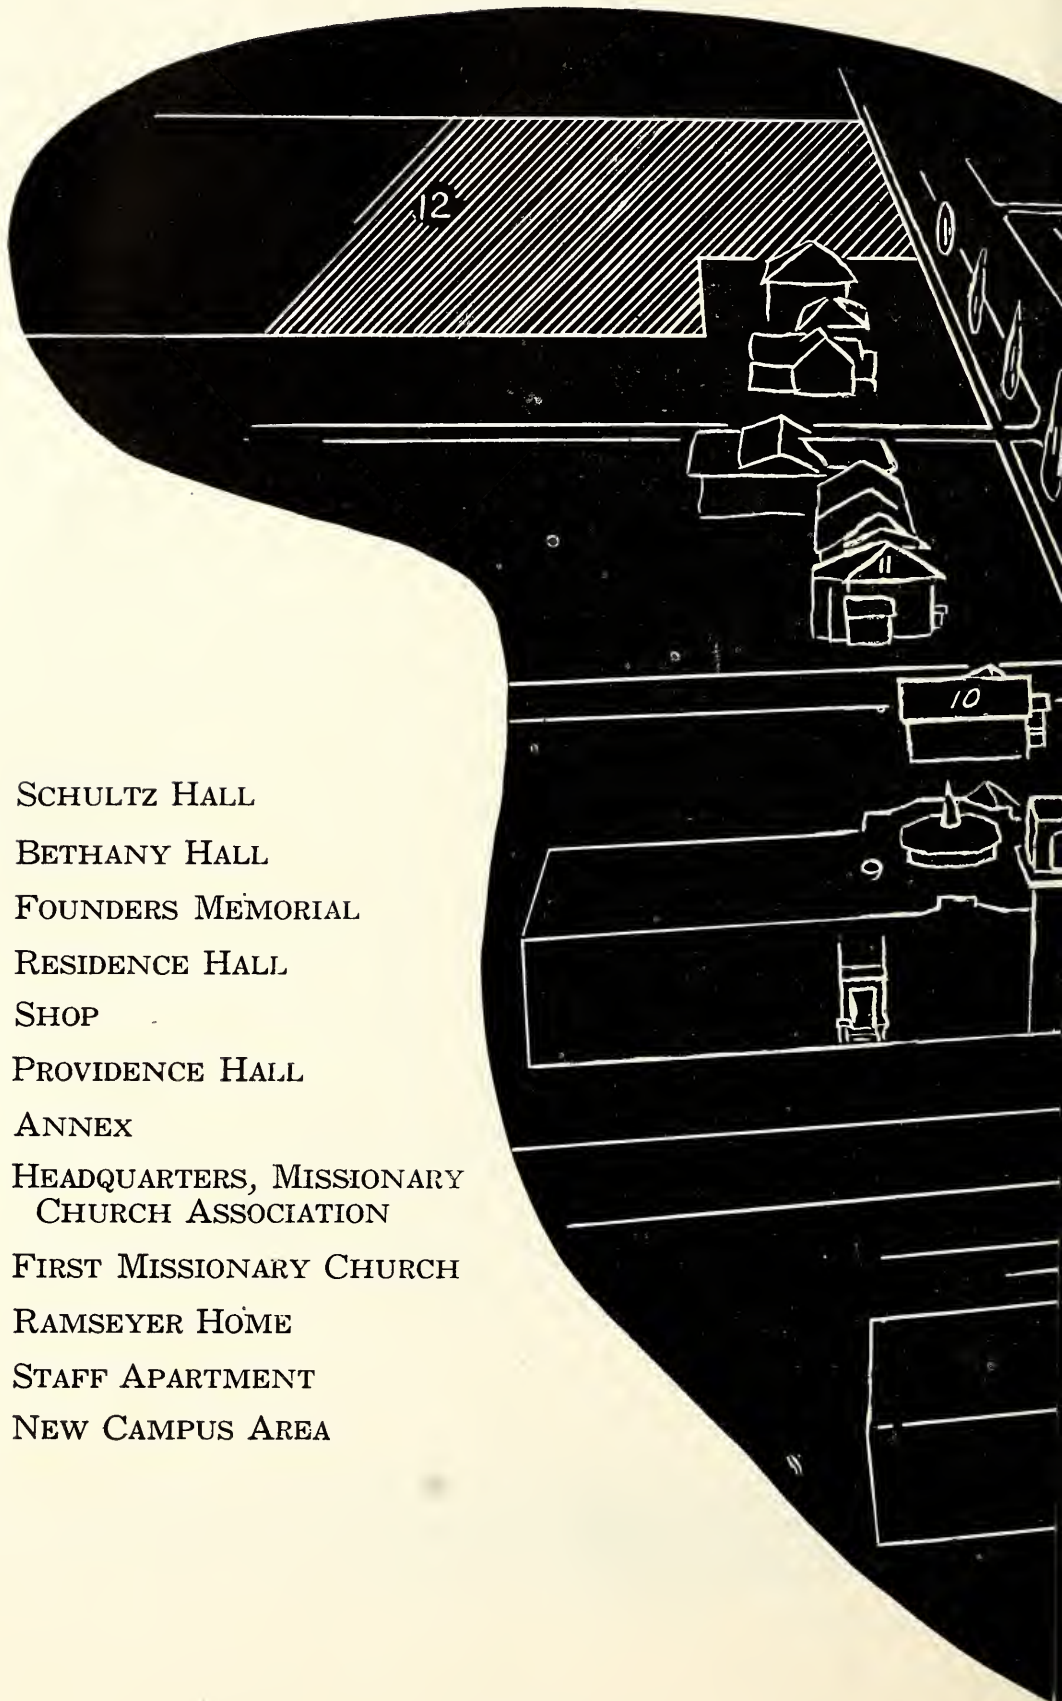 12
11
10
9
SCHULTZ HALL
BETHANY HALL
FOUNDERS MEMORIAL
RESIDENCE HALL
SHOP
PROVIDENCE HALL
ANNEX
HEADQUARTERS, MISSIONARY
CHURCH ASSOCIATION
FIRST MISSIONARY CHURCH
RAMSEYER HOME
STAFF APARTMENT
NEW CAMPUS AREA